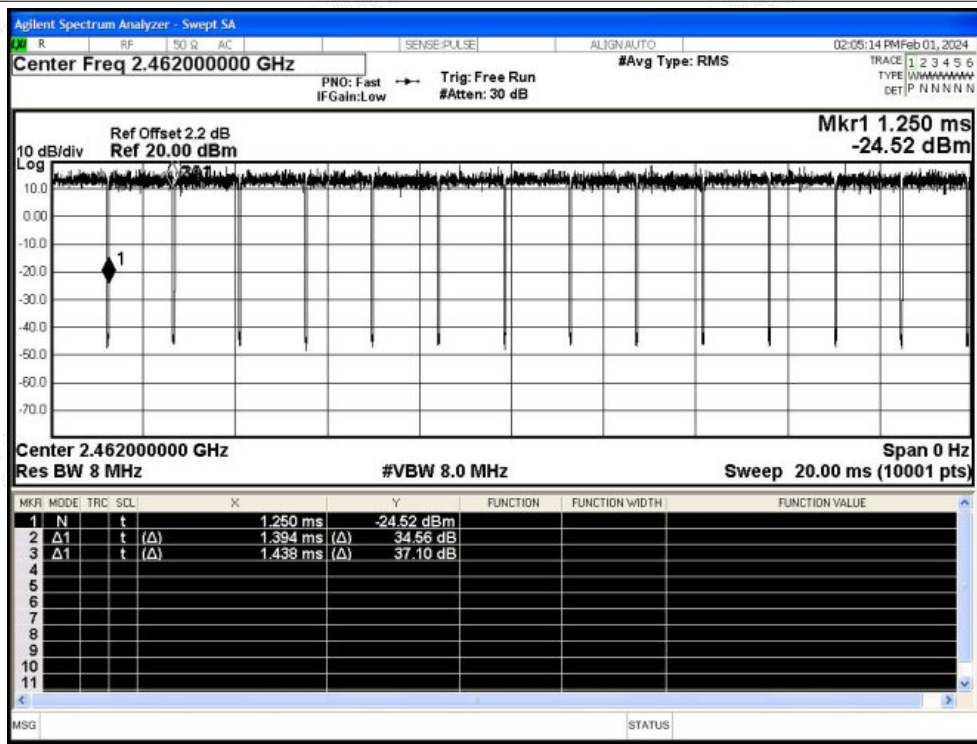 Agilent Spectrum Analyzer - Swept SA
LXI R RF 50 Ω AC SENSE:PULSE ALIGNAUTO 02:05:14 PM Feb 01, 2024
Center Freq 2.462000000 GHz #Avg Type: RMS TRACE 1 2 3 4 5 6
PNO: Fast Trig: Free Run TYPE WWWWWW
IFGain:Low #Atten: 30 dB DET P N N N N N
Mkr1 1.250 ms
Ref Offset 2.2 dB
10 dB/div Ref 20.00 dBm -24.52 dBm
Log
10.0
0.00
-10.0
1
-20.0
-30.0
-40.0
-50.0
-60.0
-70.0
Center 2.462000000 GHz Span 0 Hz
Res BW 8 MHz #VBW 8.0 MHz Sweep 20.00 ms (10001 pts)
MKR MODE TRC SCL X Y FUNCTION FUNCTION WIDTH FUNCTION VALUE
1 N t 1.250 ms -24.52 dBm
2 Δ1 t (Δ) 1.394 ms (Δ) 34.56 dB
3 Δ1 t (Δ) 1.438 ms (Δ) 37.10 dB
4
5
6
7
8
9
10
11
MSG STATUS